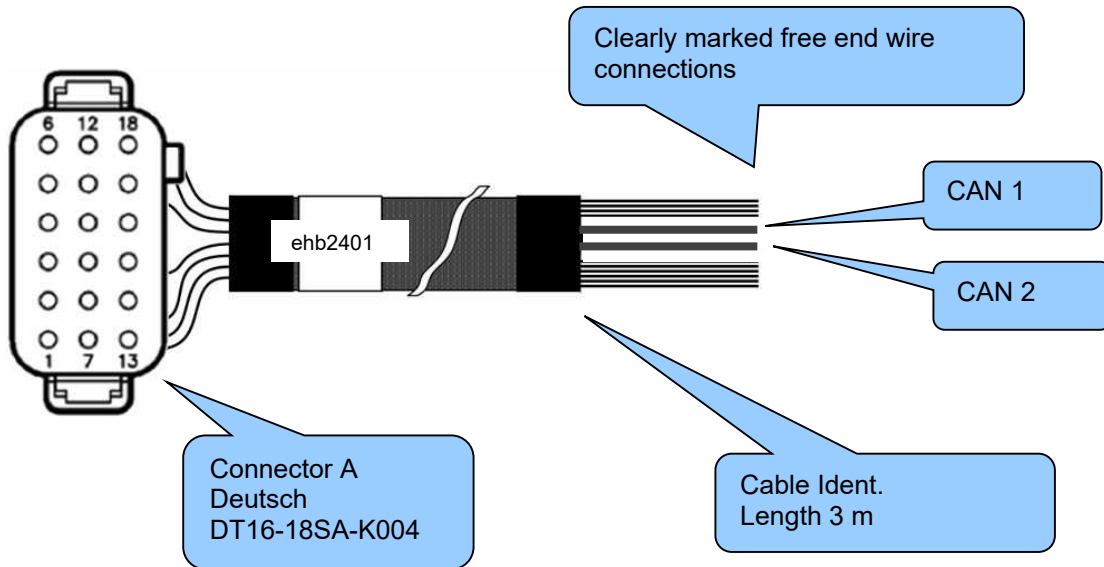 Clearly marked free end wire
connections
6 12 18
CAN 1
ehb2401
CAN 2
1 7 13
Connector A
Deutsch
DT16-18SA-K004
Cable Ident.
Length 3 m